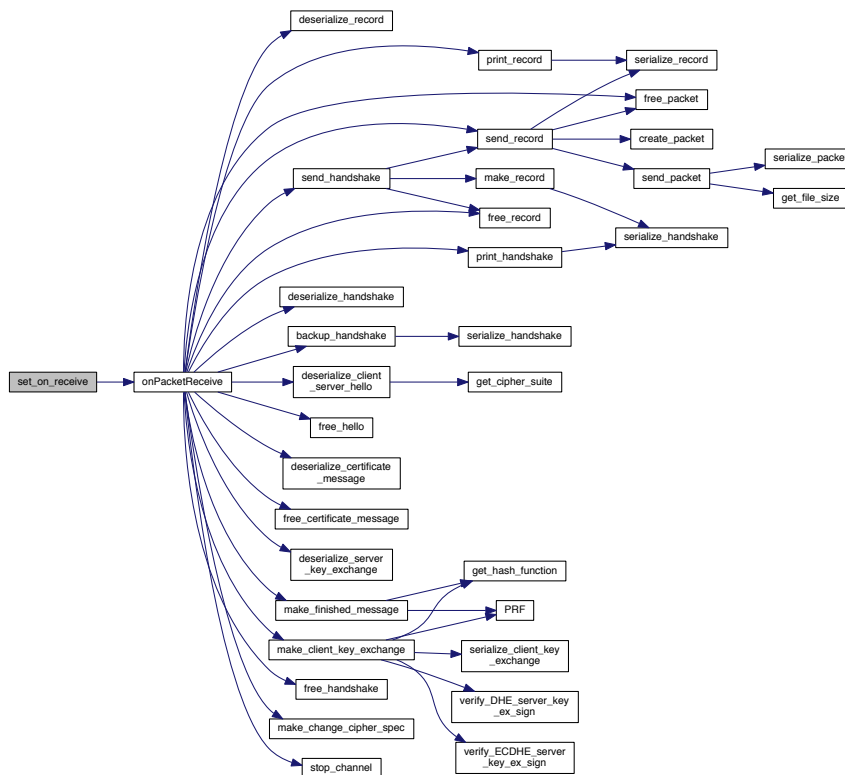 deserialize_record
print_record
serialize_record
free_packet
send_record
create_packet
serialize_packet
send_handshake
make_record
send_packet
get_file_size
free_record
serialize_handshake
print_handshake
deserialize_handshake
backup_handshake
serialize_handshake
set_on_receive
onPacketReceive
deserialize_client
_server_hello
get_cipher_suite
free_hello
deserialize_certificate
_message
free_certificate_message
deserialize_server
_key_exchange
get_hash_function
make_finished_message
PRF
make_client_key_exchange
serialize_client_key
_exchange
free_handshake
verify_DHE_server_key
_ex_sign
make_change_cipher_spec
verify_ECDHE_server
_key_ex_sign
stop_channel